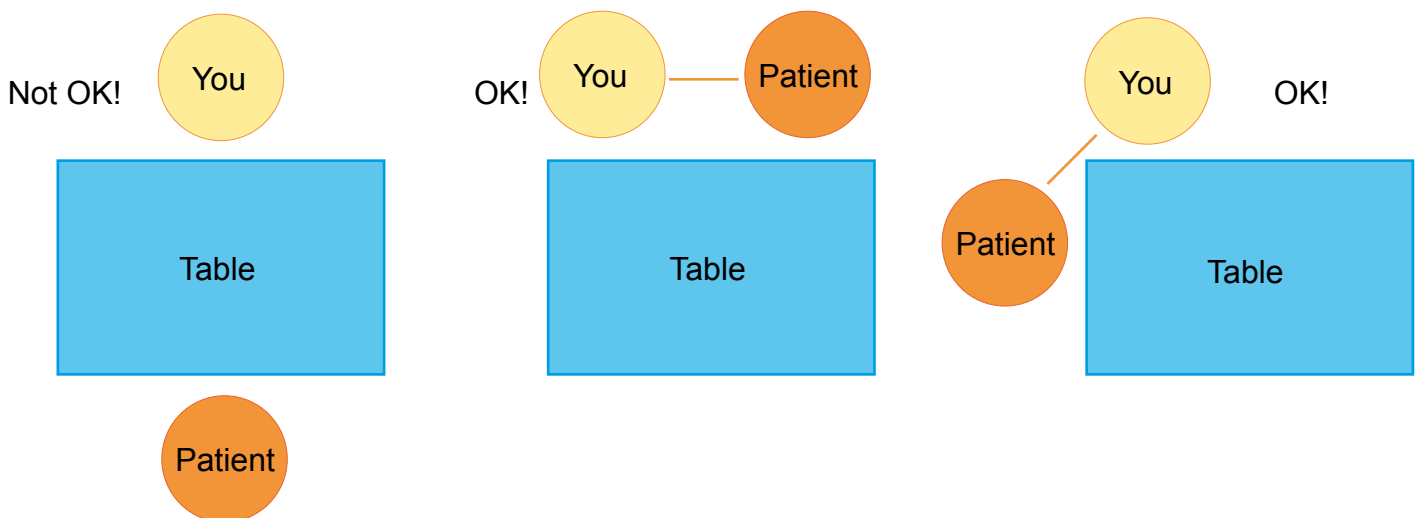 Not OK!
You
Table
Patient
OK!
You
Patient
Table
You
OK!
Patient
Table